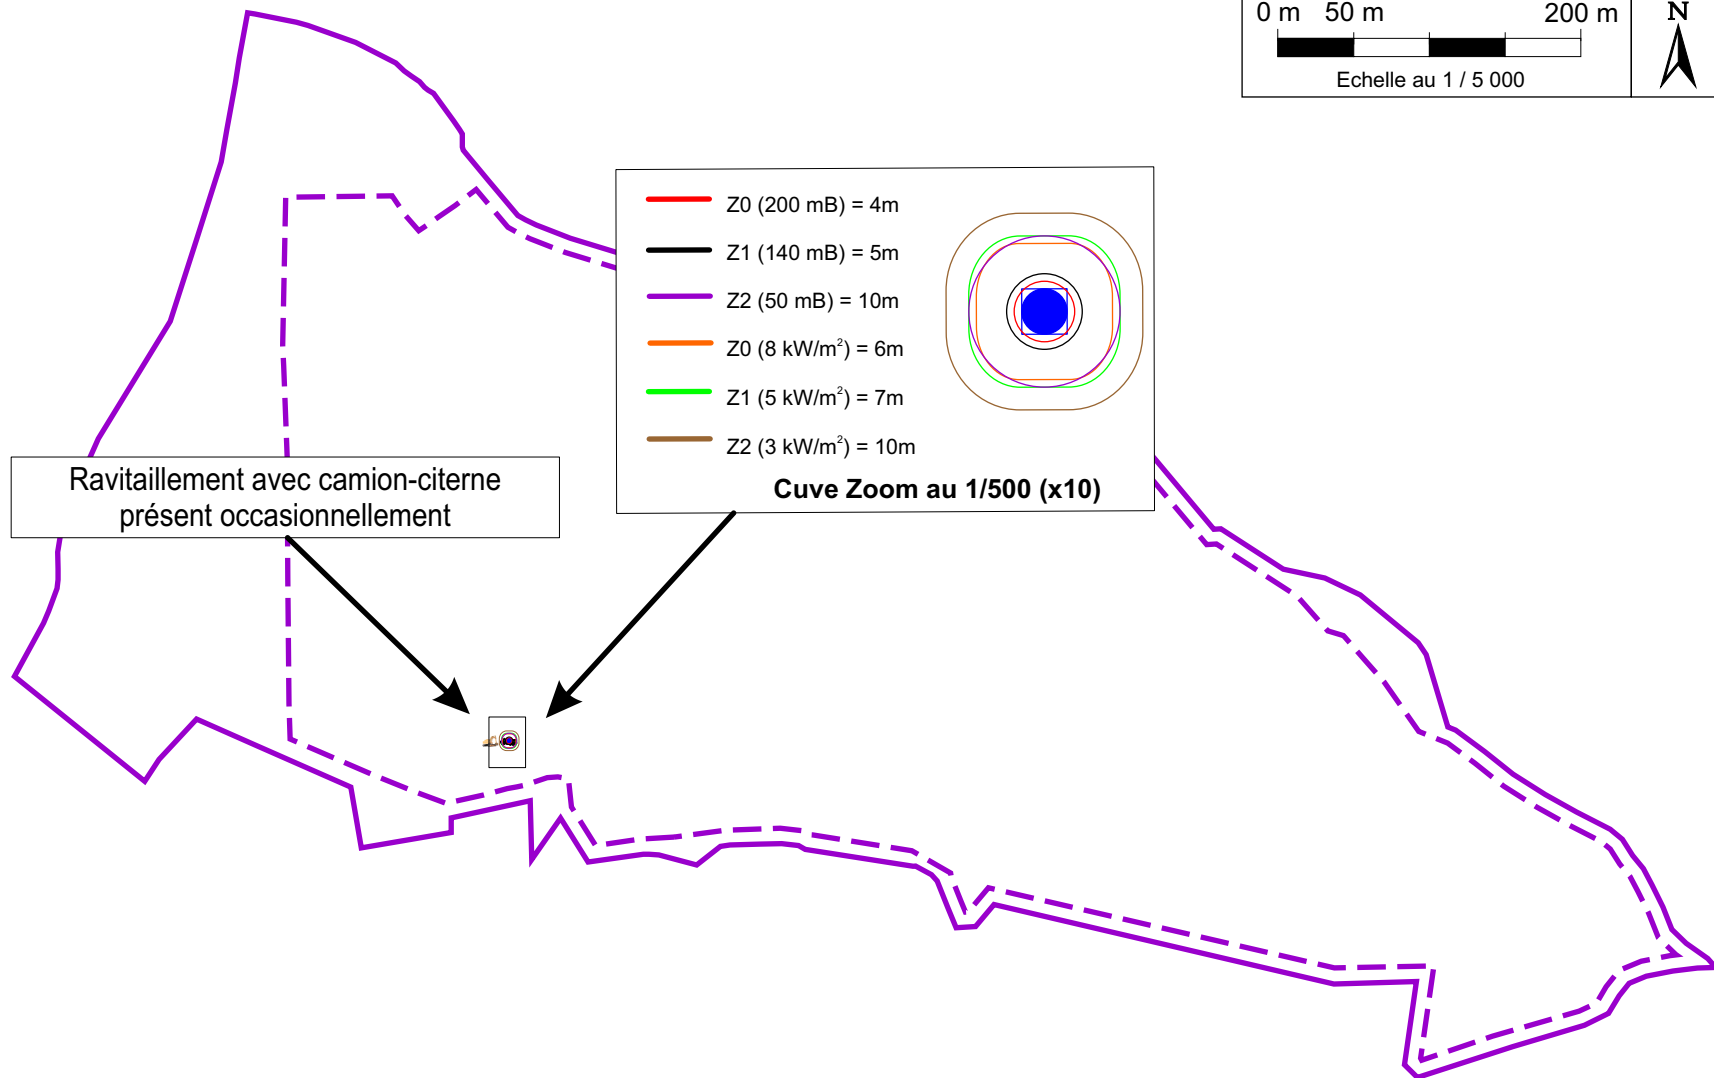 0 m 50 m 200 m
Echelle au 1 / 5 000
N
Z0 (200 mB) = 4m
Z1 (140 mB) = 5m
Z2 (50 mB) = 10m
Z0 (8 kW/m²) = 6m
Z1 (5 kW/m²) = 7m
Z2 (3 kW/m²) = 10m
Cuve Zoom au 1/500 (x10)
Ravitaillement avec camion-citerne
présent occasionnellement